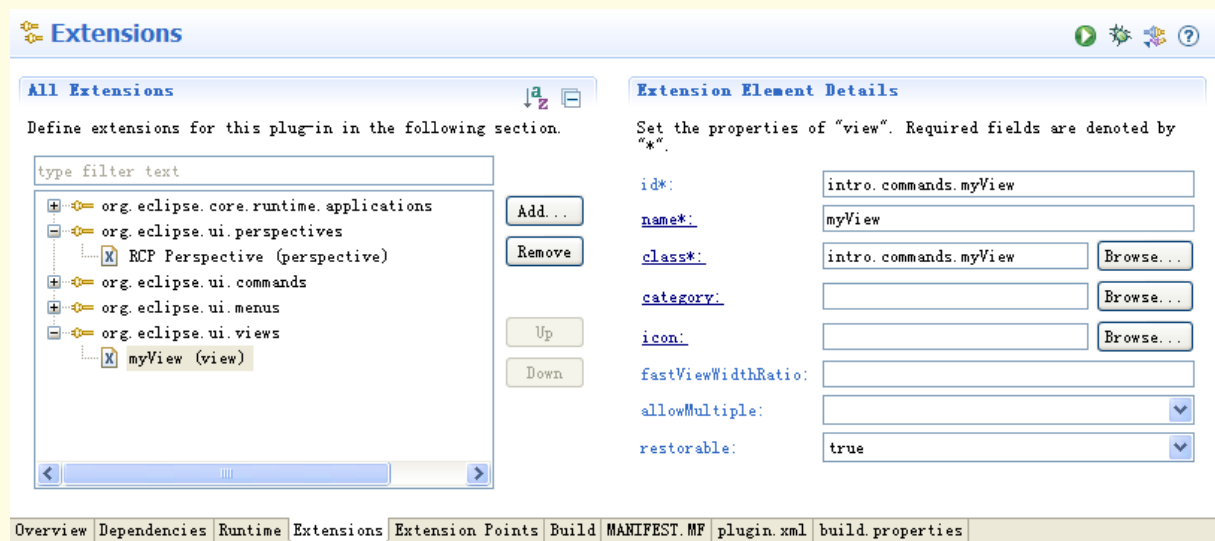 Extensions
All Extensions
Define extensions for this plug-in in the following section.
type filter text
org.eclipse.core.runtime.applications
org.eclipse.ui.perspectives
RCP Perspective (perspective)
org.eclipse.ui.commands
org.eclipse.ui.menus
org.eclipse.ui.views
myView (view)
Add...
Remove
Up
Down
Extension Element Details
Set the properties of "view". Required fields are denoted by
"*".
id*: intro.commands.myView
name*: myView
class*: intro.commands.myView Browse...
category: Browse...
icon: Browse...
fastViewWidthRatio:
allowMultiple:
restorable: true
Overview Dependencies Runtime Extensions Extension Points Build MANIFEST.MF plugin.xml build.properties